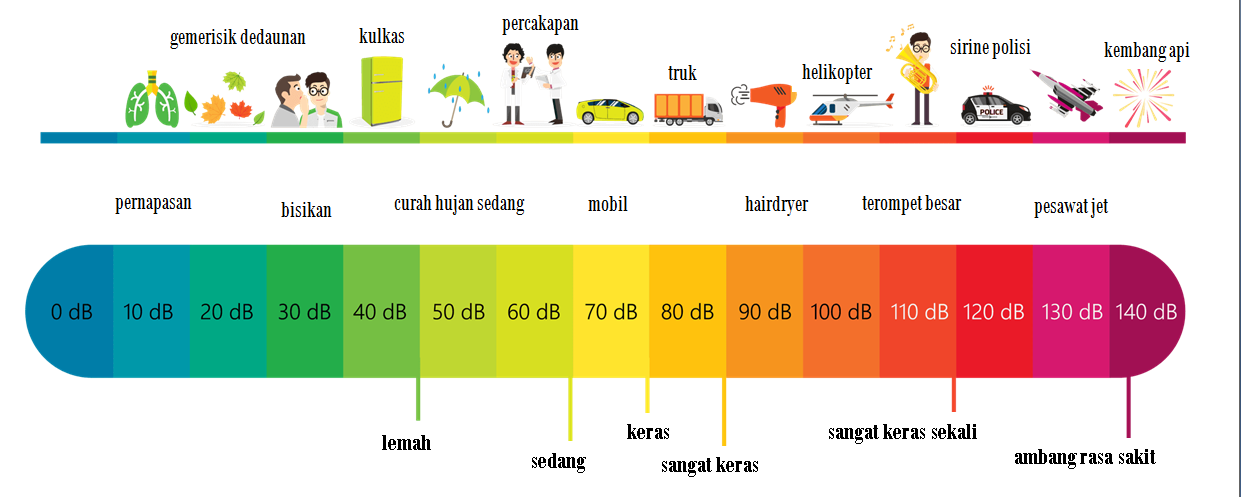 percakapan
gemerisik dedaunan
kulkas
sirine polisi
kembang api
truk
helikopter
POLICE
pernapasan
bisikan
curah hujan sedang
mobil
hairdryer
terompet besar
pesawat jet
0 dB
10 dB
20 dB
30 dB
40 dB
50 dB
60 dB
70 dB
80 dB
90 dB
100 dB
110 dB
120 dB
130 dB
140 dB
lemah
sedang
keras
sangat keras
sangat keras sekali
ambang rasa sakit